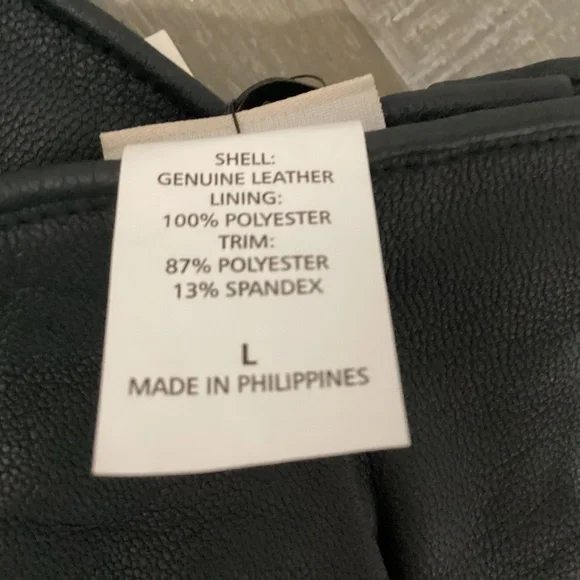 SHELL:
GENUINE LEATHER
LINING:
100% POLYESTER
TRIM:
87% POLYESTER
13% SPANDEX
L
MADE IN PHILIPPINES